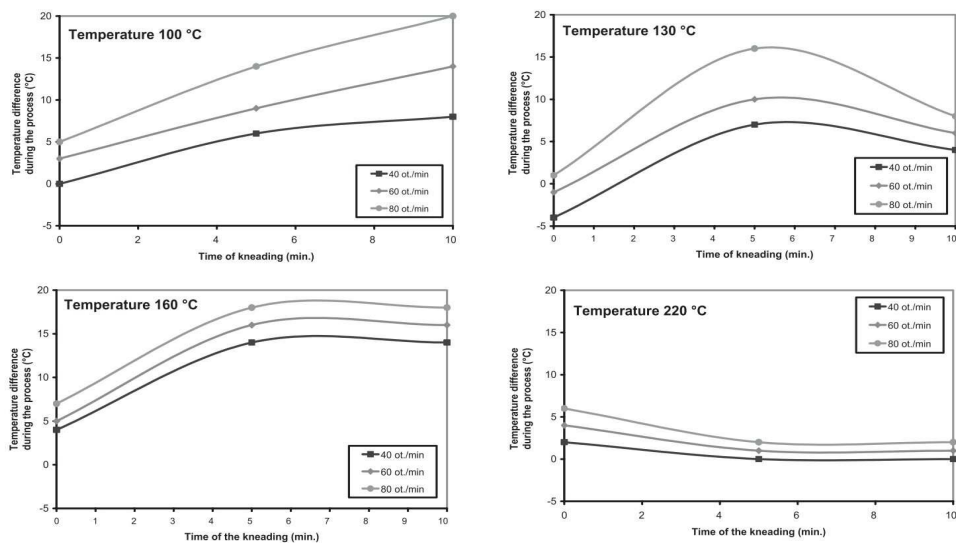 Temperature 100 °C
Temperature difference
during the process (°C)
20
15
10
5
0
-5
40 ot./min
60 ot./min
80 ot./min
0 2 4 6 8 10
Time of kneading (min.)
Temperature 130 °C
Temperature difference
during the process (°C)
20
15
10
5
0
-5
40 ot./min
60 ot./min
80 ot./min
0 1 2 3 4 5 6 7 8 9 10
Time of kneading (min.)
Temperature 160 °C
Temperature difference
during the process (°C)
20
15
10
5
0
-5
40 ot./min
60 ot./min
80 ot./min
0 1 2 3 4 5 6 7 8 9 10
Time of the kneading (min.)
Temperature 220 °C
Temperature difference
during the process (°C)
20
15
10
5
0
-5
40 ot./min
60 ot./min
80 ot./min
0 1 2 3 4 5 6 7 8 9 10
Time of the kneading (min.)